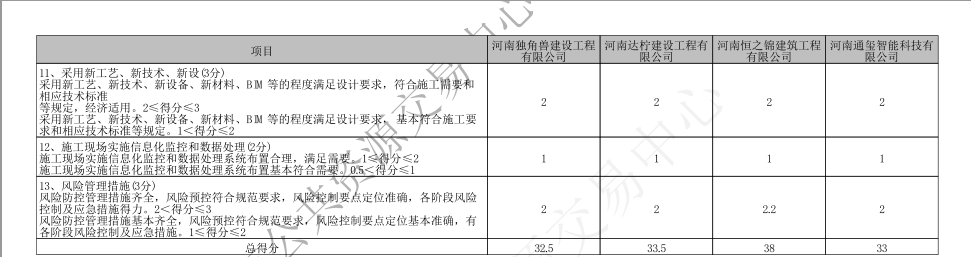 项目
河南独角兽建设工程
有限公司
河南达柠建设工程有
限公司
河南恒之锦建筑工程
有限公司
河南通玺智能科技有
限公司
11、采用新工艺、新技术、新设(3分)
采用新工艺、新技术、新设备、新材料、BIM 等的程度满足设计要求，符合施工需要和
相应技术标准
等规定，经济适用。2≤得分≤3
采用新工艺、新技术、新设备、新材料、BIM 等的程度满足设计要求，基本符合施工要
求和相应技术标准等规定。1<得分≤2
2
2
2
2
12、施工现场实施信息化监控和数据处理(2分)
施工现场实施信息化监控和数据处理系统布置合理，满足需要。1<得分≤2
施工现场实施信息化监控和数据处理系统布置基本符合需要。0.5<得分≤1
1
1
1
1
13、风险管理措施(3分)
风险防控管理措施齐全，风险预控符合规范要求，风险控制要点定位准确，各阶段风险
控制及应急措施得力。2<得分≤3
风险防控管理措施基本齐全，风险预控符合规范要求，风险控制要点定位基本准确，有
各阶段风险控制及应急措施。1≤得分≤2
2
2
2.2
2
总得分
32.5
33.5
38
33
公共资源交易中心
交易中心